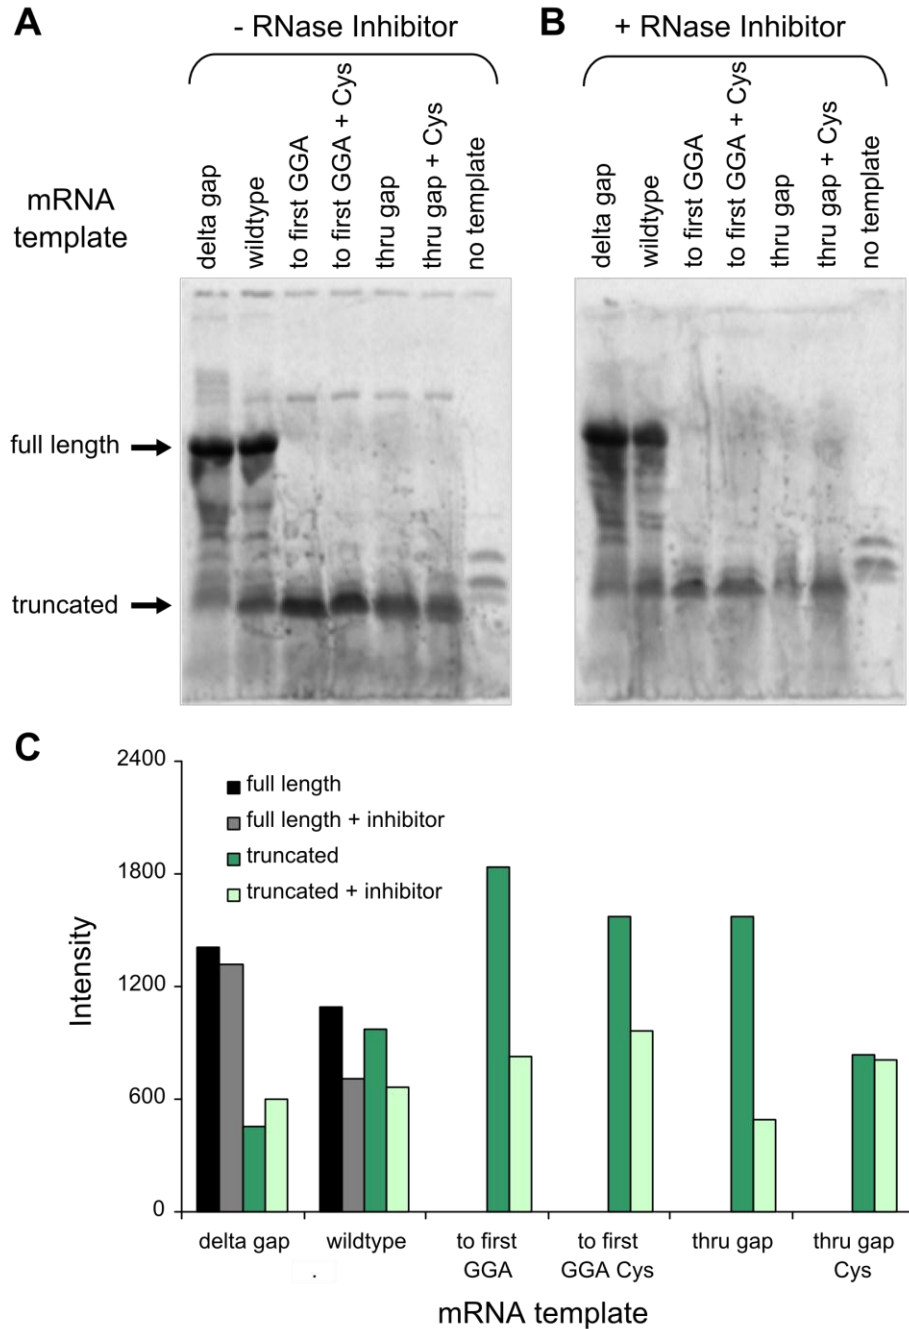 A
- RNase Inhibitor
B
+ RNase Inhibitor
mRNA
template
delta gap
wildtype
to first GGA
to first GGA + Cys
thru gap
thru gap + Cys
no template
delta gap
wildtype
to first GGA
to first GGA + Cys
thru gap
thru gap + Cys
no template
full length
truncated
C
2400
1800
1200
600
0
Intensity
full length
full length + inhibitor
truncated
truncated + inhibitor
delta gap
wildtype
to first
GGA
to first
GGA Cys
thru gap
thru gap
Cys
mRNA template